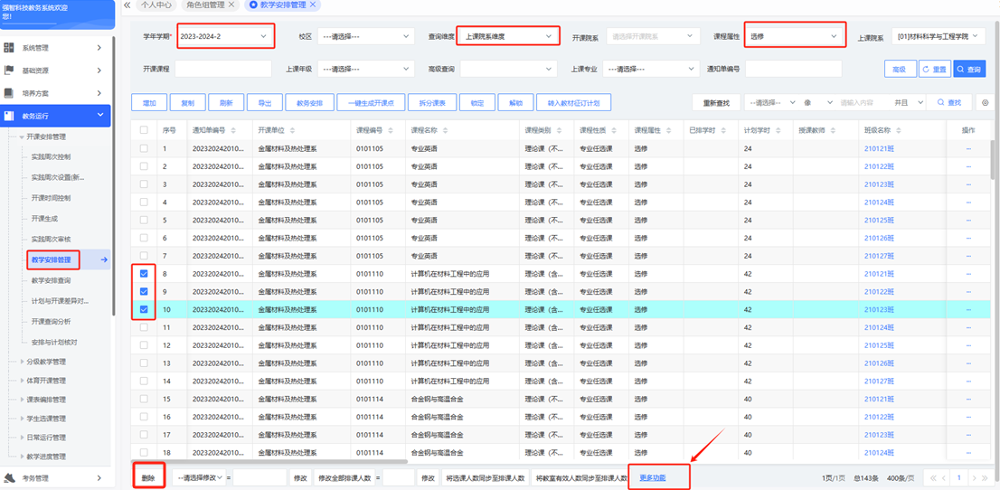 强智科技教务系统欢迎您!
个人中心 角色组管理 教学安排管理
系统管理
基础资源
培养方案
教务运行
开课安排管理
实践周次控制
实践周次设置(新...
开课时间控制
开课生成
实践周次审核
教学安排管理
教学安排查询
计划与开课差异对...
开课查询分析
安排与计划核对
分级教学管理
体育开课管理
课表编排管理
学生选课管理
日常运行管理
教学进度管理
考务管理
学年学期* 2023-2024-2 校区 ---请选择--- 查询维度 上课院系维度 开课院系 请选择开课院系 课程属性 选修 上课院系 [01]材料科学与工程学院
开课课程 上课年级 ---请选择--- 高级查询 上课专业 ---请选择--- 通知单编号 高级 重置 查询
增加 复制 刷新 导出 教务安排 一键生成开课点 拆分课表 锁定 解锁 转入教材征订计划 重新查找 --请选择-- 像 请输入内容 并且 查找
序号 通知单编号 开课单位 课程编号 课程名称 课程类别 课程性质 课程属性 已排学时 计划学时 授课教师 班级名称 操作
1 202320242010... 金属材料及热处理系 0101105 专业英语 理论课（不... 专业任选课 选修 24 210121班 ...
2 202320242010... 金属材料及热处理系 0101105 专业英语 理论课（不... 专业任选课 选修 24 210122班 ...
3 202320242010... 金属材料及热处理系 0101105 专业英语 理论课（不... 专业任选课 选修 24 210123班 ...
4 202320242010... 金属材料及热处理系 0101105 专业英语 理论课（不... 专业任选课 选修 24 210124班 ...
5 202320242010... 金属材料及热处理系 0101105 专业英语 理论课（不... 专业任选课 选修 24 210125班 ...
6 202320242010... 金属材料及热处理系 0101105 专业英语 理论课（不... 专业任选课 选修 24 210126班 ...
7 202320242010... 金属材料及热处理系 0101105 专业英语 理论课（不... 专业任选课 选修 24 210127班 ...
8 202320242010... 金属材料及热处理系 0101110 计算机在材料工程中的应用 理论课（含... 专业任选课 选修 42 210121班 ...
9 202320242010... 金属材料及热处理系 0101110 计算机在材料工程中的应用 理论课（含... 专业任选课 选修 42 210122班 ...
10 202320242010... 金属材料及热处理系 0101110 计算机在材料工程中的应用 理论课（含... 专业任选课 选修 42 210123班 ...
11 202320242010... 金属材料及热处理系 0101110 计算机在材料工程中的应用 理论课（含... 专业任选课 选修 42 210124班 ...
12 202320242010... 金属材料及热处理系 0101110 计算机在材料工程中的应用 理论课（含... 专业任选课 选修 42 210125班 ...
13 202320242010... 金属材料及热处理系 0101110 计算机在材料工程中的应用 理论课（含... 专业任选课 选修 42 210126班 ...
14 202320242010... 金属材料及热处理系 0101110 计算机在材料工程中的应用 理论课（含... 专业任选课 选修 42 210127班 ...
15 202320242010... 金属材料及热处理系 0101114 合金钢与高温合金 理论课（不... 专业任选课 选修 40 210121班 ...
16 202320242010... 金属材料及热处理系 0101114 合金钢与高温合金 理论课（不... 专业任选课 选修 40 210122班 ...
17 202320242010... 金属材料及热处理系 0101114 合金钢与高温合金 理论课（不... 专业任选课 选修 40 210123班 ...
18 202320242010... 金属材料及热处理系 0101114 合金钢与高温合金 理论课（不... 专业任选课 选修 40 210124班 ...
删除 --请选择修改 = 修改 修改全部排课人数 = 修改 将选课人数同步至排课人数 将教室有效人数同步至排课人数 更多功能 1页/1页 总143条 400条/页 1